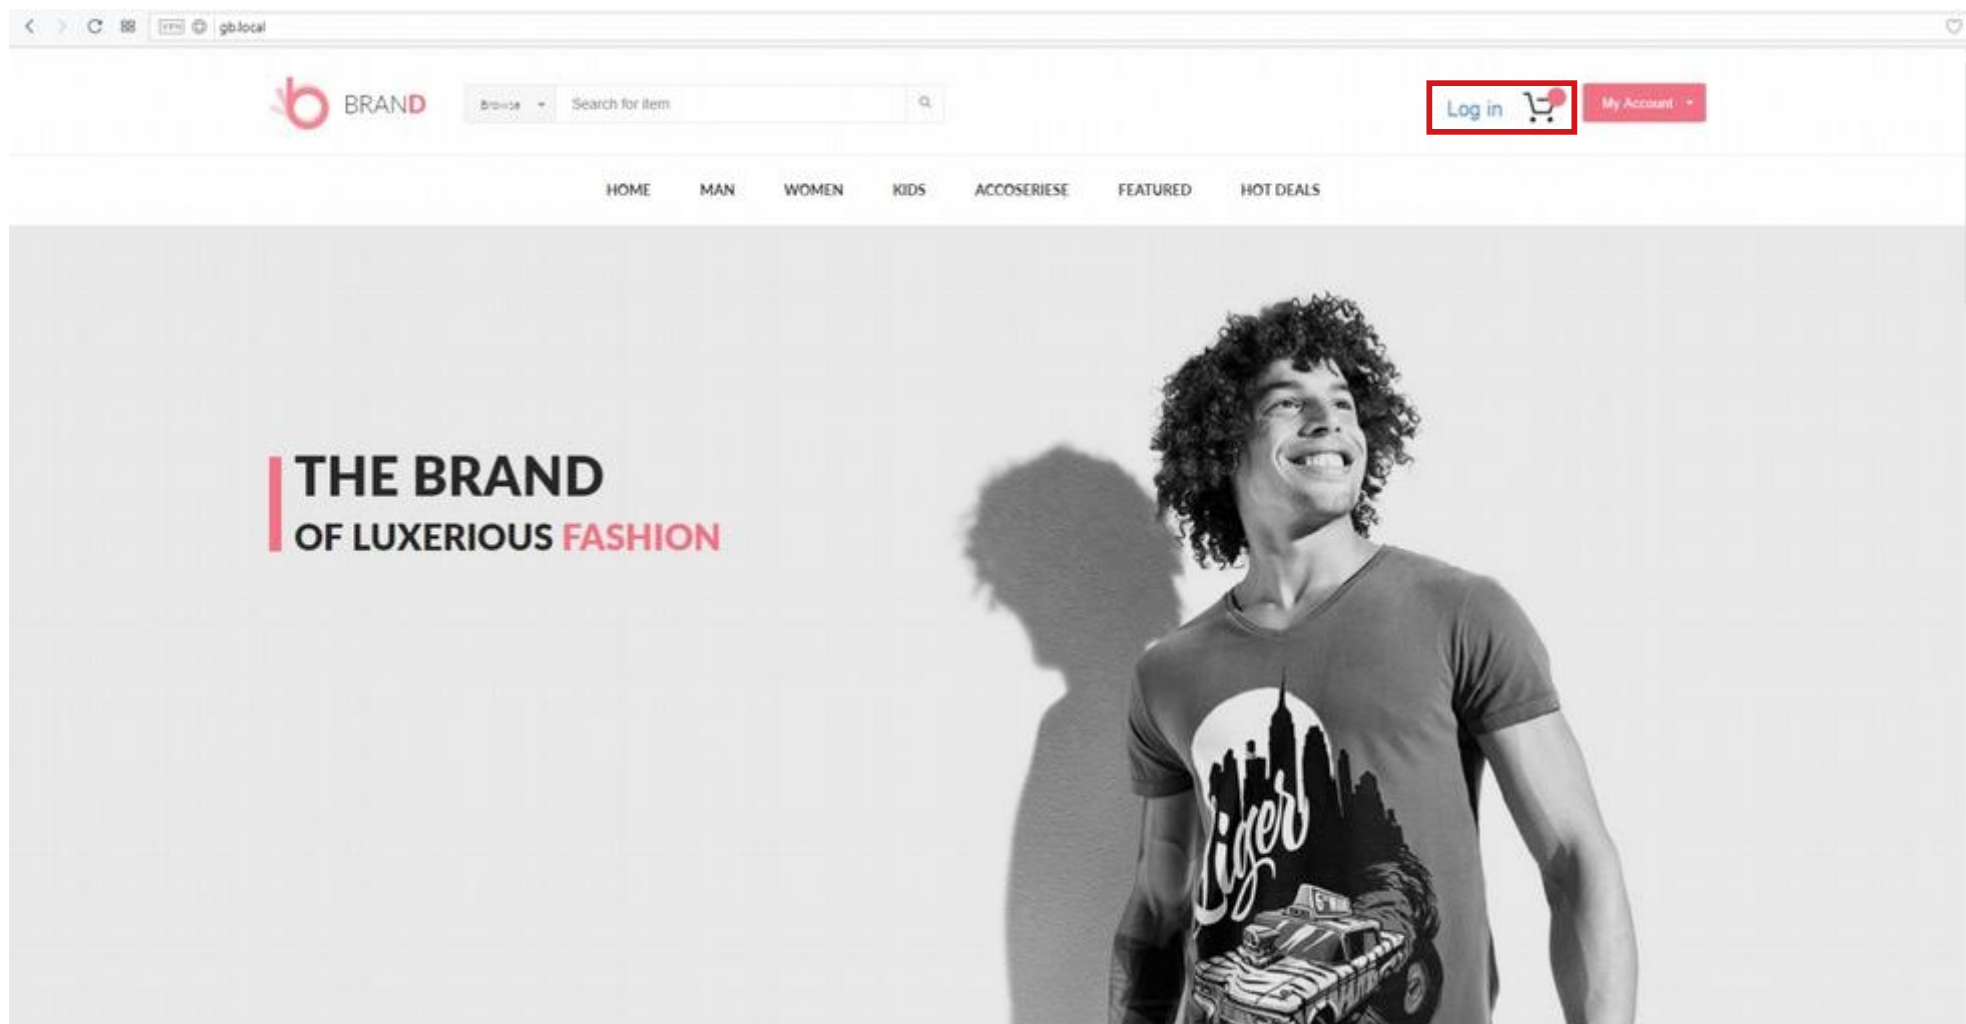 gb.local
BRAND
Browse
Search for item
Log in
My Account
HOME MAN WOMEN KIDS ACCOSERIESE FEATURED HOT DEALS
THE BRAND
OF LUXERIOUS FASHION
Liger